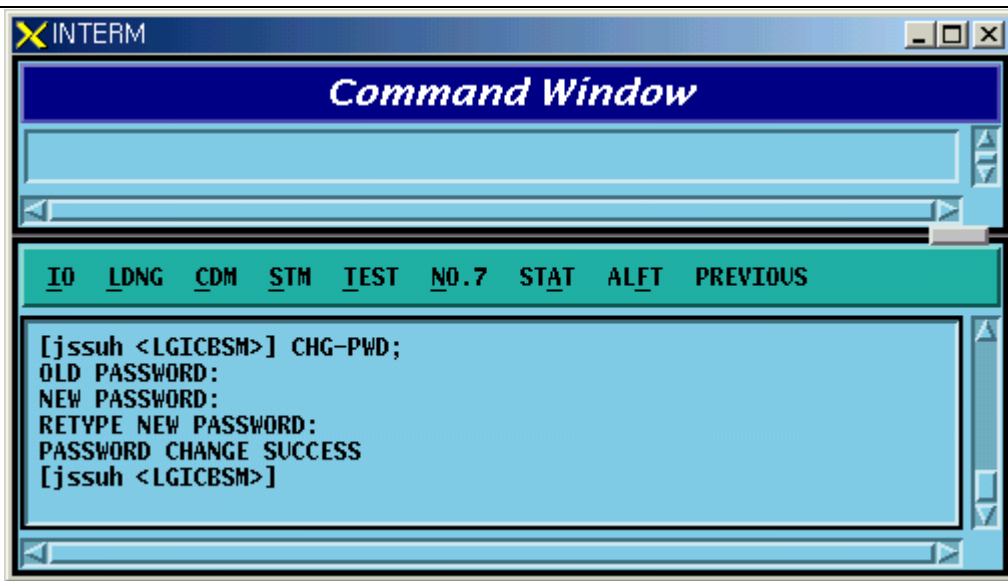 INTERM
Command Window
IO LDNG CDM STM TEST NO.7 STAT ALFT PREVIOUS
[jssuh <LGICBSM>] CHG-PWD;
OLD PASSWORD:
NEW PASSWORD:
RETYPE NEW PASSWORD:
PASSWORD CHANGE SUCCESS
[jssuh <LGICBSM>]